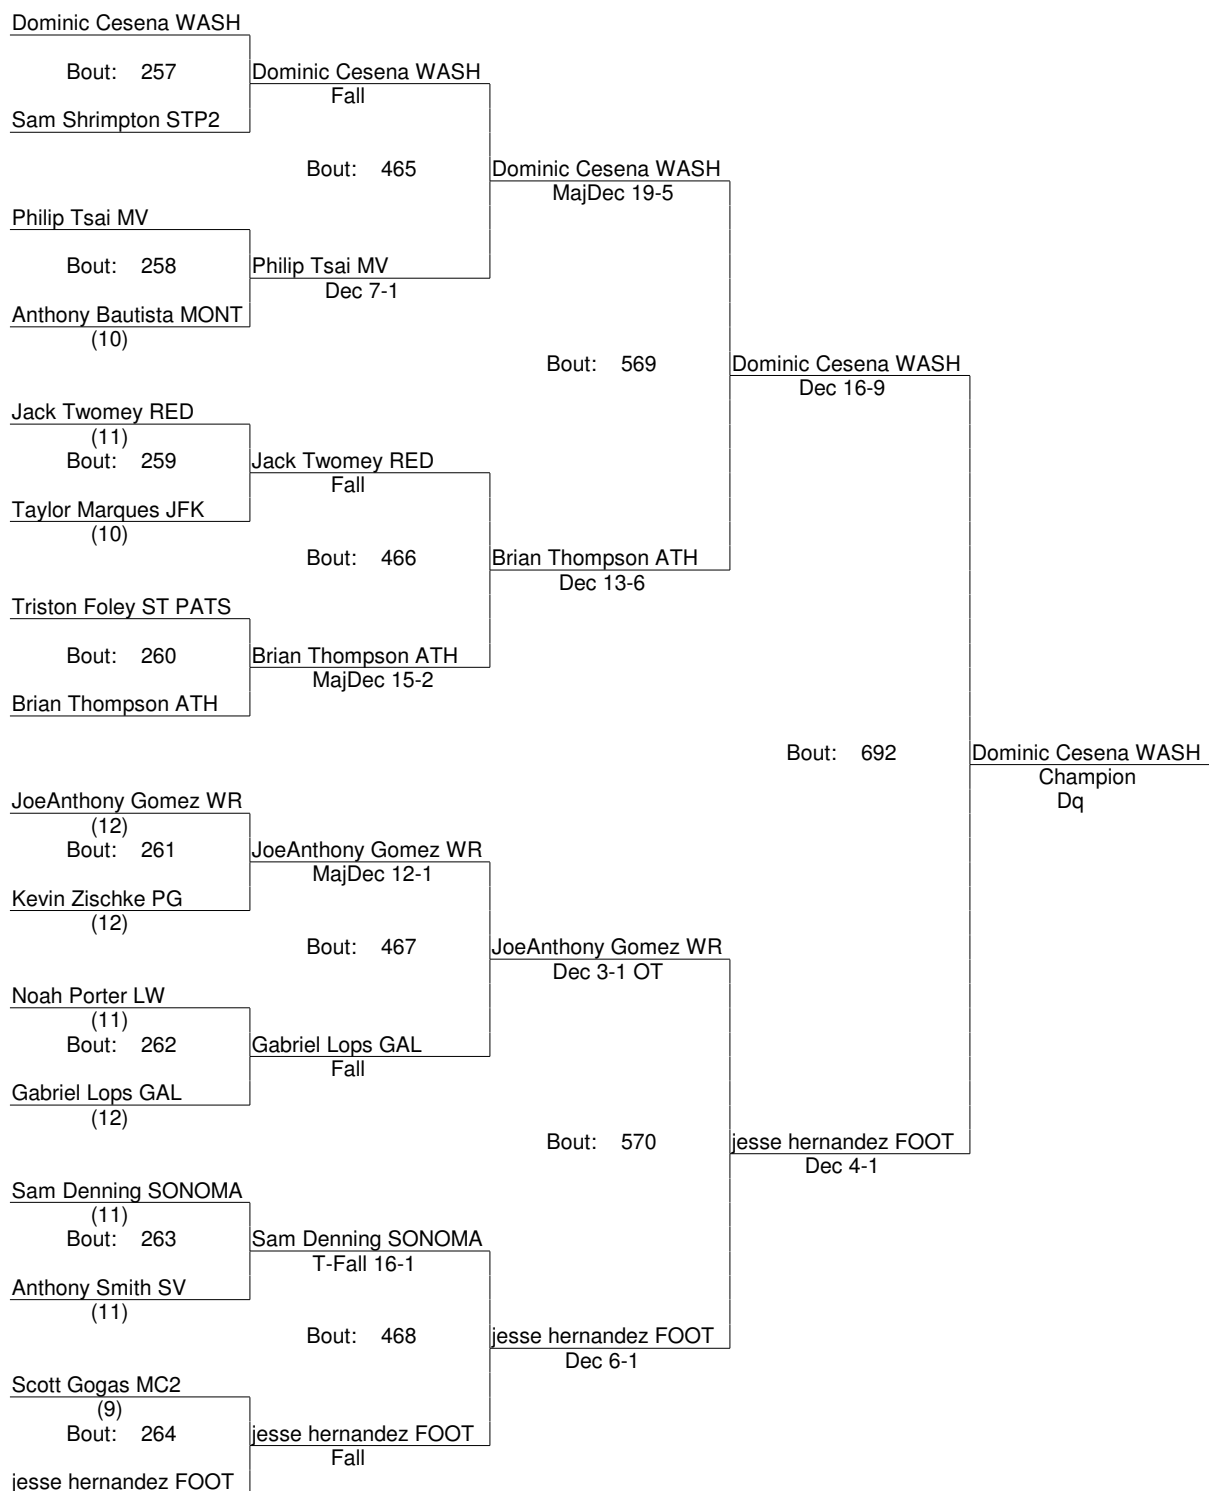 Dominic Cesena WASH
Bout: 257
Dominic Cesena WASH
Fall
Sam Shrimpton STP2
Bout: 465
Dominic Cesena WASH
MajDec 19-5
Philip Tsai MV
Bout: 258
Philip Tsai MV
Dec 7-1
Anthony Bautista MONT
(10)
Bout: 569
Dominic Cesena WASH
Dec 16-9
Jack Twomey RED
(11)
Bout: 259
Jack Twomey RED
Fall
Taylor Marques JFK
(10)
Bout: 466
Brian Thompson ATH
Dec 13-6
Triston Foley ST PATS
Bout: 260
Brian Thompson ATH
MajDec 15-2
Brian Thompson ATH
Bout: 692
Dominic Cesena WASH
Champion
Dq
JoeAnthony Gomez WR
(12)
Bout: 261
JoeAnthony Gomez WR
MajDec 12-1
Kevin Zischke PG
(12)
Bout: 467
JoeAnthony Gomez WR
Dec 3-1 OT
Noah Porter LW
(11)
Bout: 262
Gabriel Lops GAL
Fall
Gabriel Lops GAL
(12)
Bout: 570
jesse hernandez FOOT
Dec 4-1
Sam Denning SONOMA
(11)
Bout: 263
Sam Denning SONOMA
T-Fall 16-1
Anthony Smith SV
(11)
Bout: 468
jesse hernandez FOOT
Dec 6-1
Scott Gogas MC2
(9)
Bout: 264
jesse hernandez FOOT
Fall
jesse hernandez FOOT